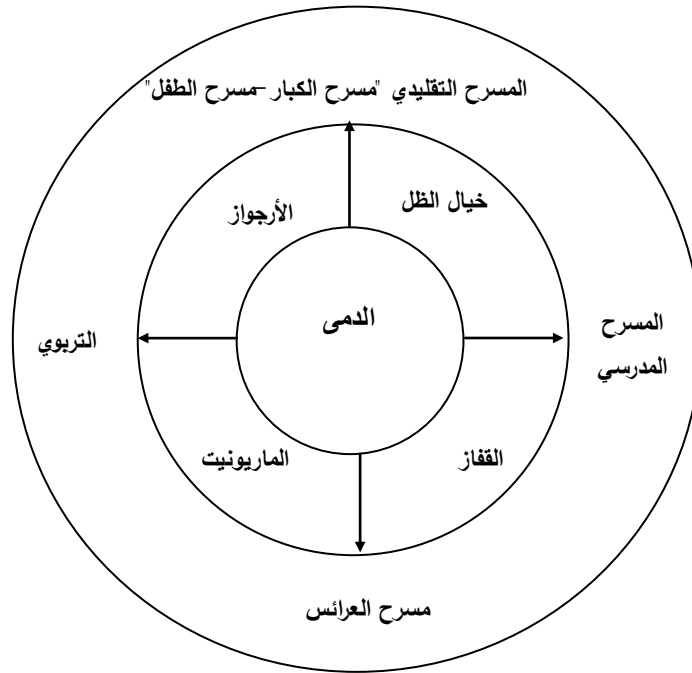 المسرح التقليدي "مسرح الكبار –مسرح الطفل"
خيال الظل
الأرجواز
الدمى
المسرح
المدرسي
التربوي
القفاز
الماريونيت
مسرح العرائس